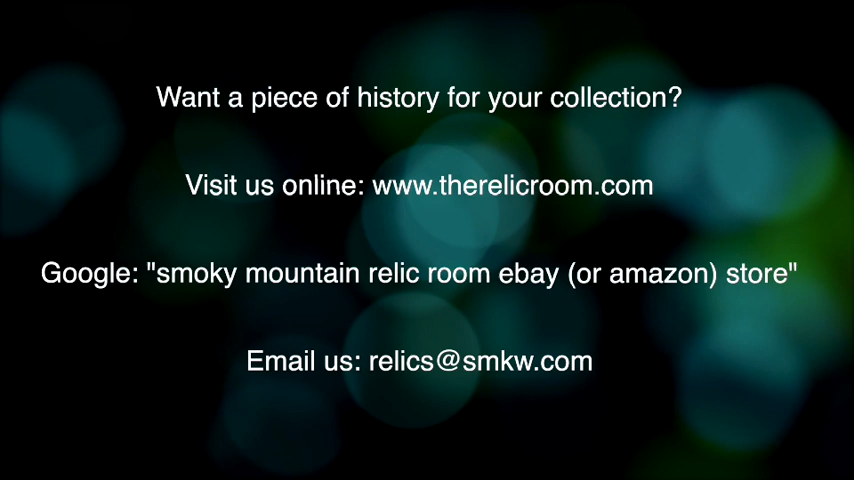 Want a piece of history for your collection?
Visit us online: www.therelicroom.com
Google: "smoky mountain relic room ebay (or amazon) store"
Email us: relics@smkw.com